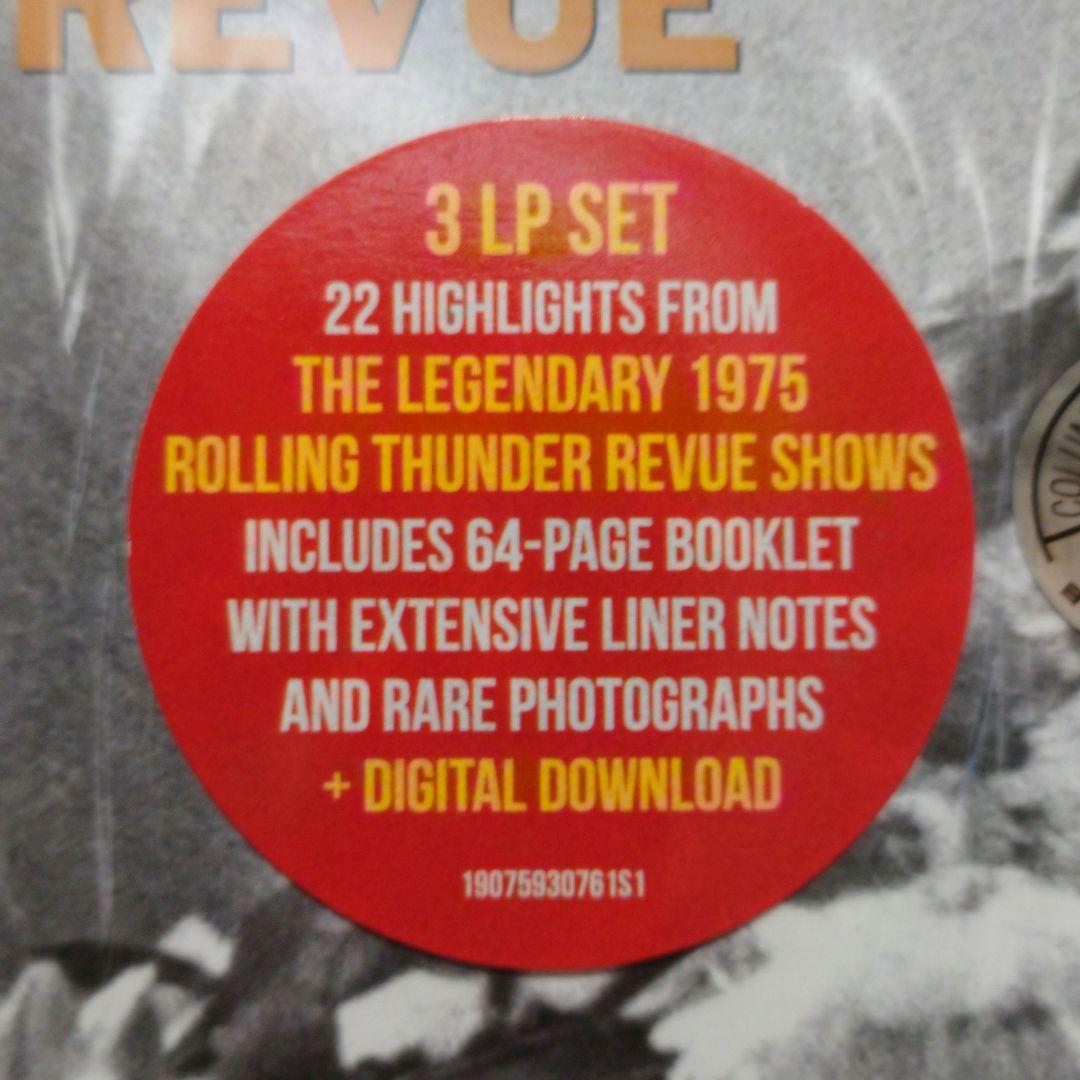 REVUE
3 LP SET
22 HIGHLIGHTS FROM
THE LEGENDARY 1975
ROLLING THUNDER REVUE SHOWS
INCLUDES 64-PAGE BOOKLET
WITH EXTENSIVE LINER NOTES
AND RARE PHOTOGRAPHS
+ DIGITAL DOWNLOAD
19075930761S1